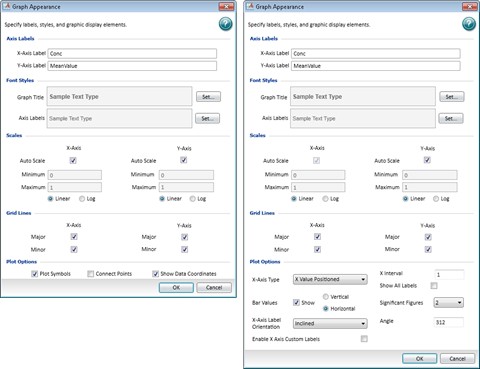 Graph Appearance
Specify labels, styles, and graphic display elements.
Axis Labels
X-Axis Label Conc
Y-Axis Label MeanValue
Font Styles
Graph Title Sample Text Type Set...
Axis Labels Sample Text Type Set...
Scales
X-Axis Y-Axis
Auto Scale Auto Scale
Minimum 0 Minimum 0
Maximum 1 Maximum 1
Linear Log Linear Log
Grid Lines
X-Axis Y-Axis
Major Major
Minor Minor
Plot Options
Plot Symbols Connect Points Show Data Coordinates
OK Cancel
Graph Appearance
Specify labels, styles, and graphic display elements.
Axis Labels
X-Axis Label Conc
Y-Axis Label MeanValue
Font Styles
Graph Title Sample Text Type Set...
Axis Labels Sample Text Type Set...
Scales
X-Axis Y-Axis
Auto Scale Auto Scale
Minimum 0 Minimum 0
Maximum 1 Maximum 1
Linear Log Linear Log
Grid Lines
X-Axis Y-Axis
Major Major
Minor Minor
Plot Options
X-Axis Type X Value Positioned X Interval 1
Show All Labels
Bar Values Show Vertical Horizontal Significant Figures 2
X-Axis Label Orientation Inclined Angle 312
Enable X Axis Custom Labels
OK Cancel